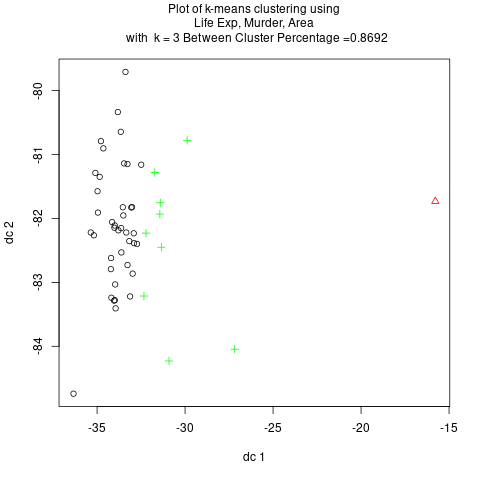 Plot of k-means clustering using
Life Exp, Murder, Area
with  k = 3 Between Cluster Percentage =0.8692
-80
-81
-82
-83
-84
dc 2
-35
-30
-25
-20
-15
dc 1